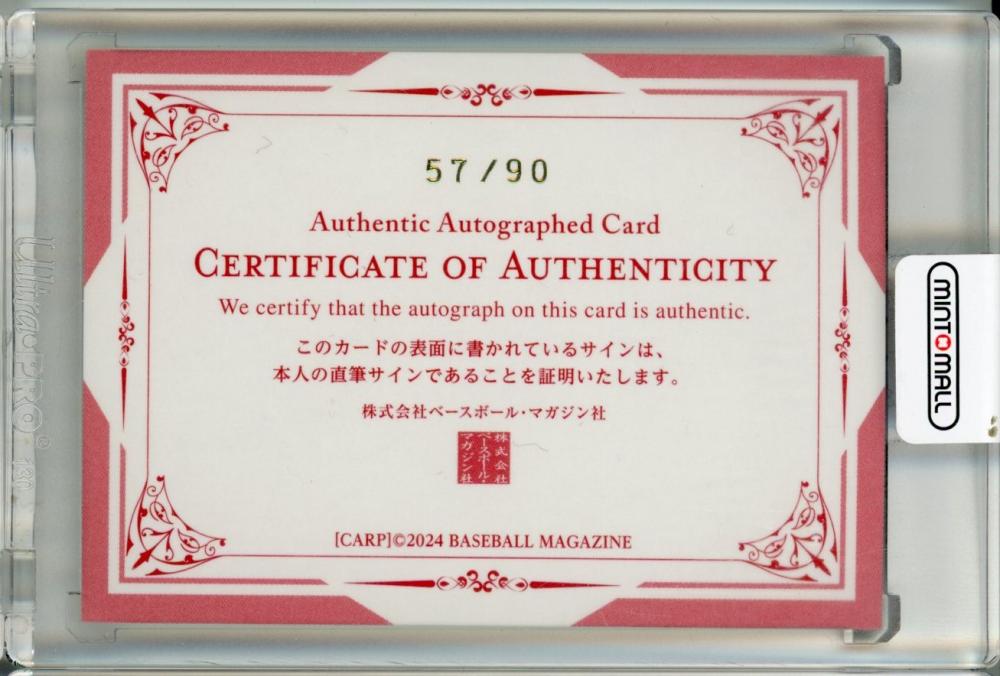 57/90
Authentic Autographed Card
CERTIFICATE OF AUTHENTICITY
We certify that the autograph on this card is authentic.
このカードの表面に書かれているサインは、
本人の直筆サインであることを証明いたします。
株式会社ベースボール・マガジン社
株式会社
ベースボール・
マガジン社
[CARP]©2024 BASEBALL MAGAZINE
MINTOMALL
Ultra PRO®
130